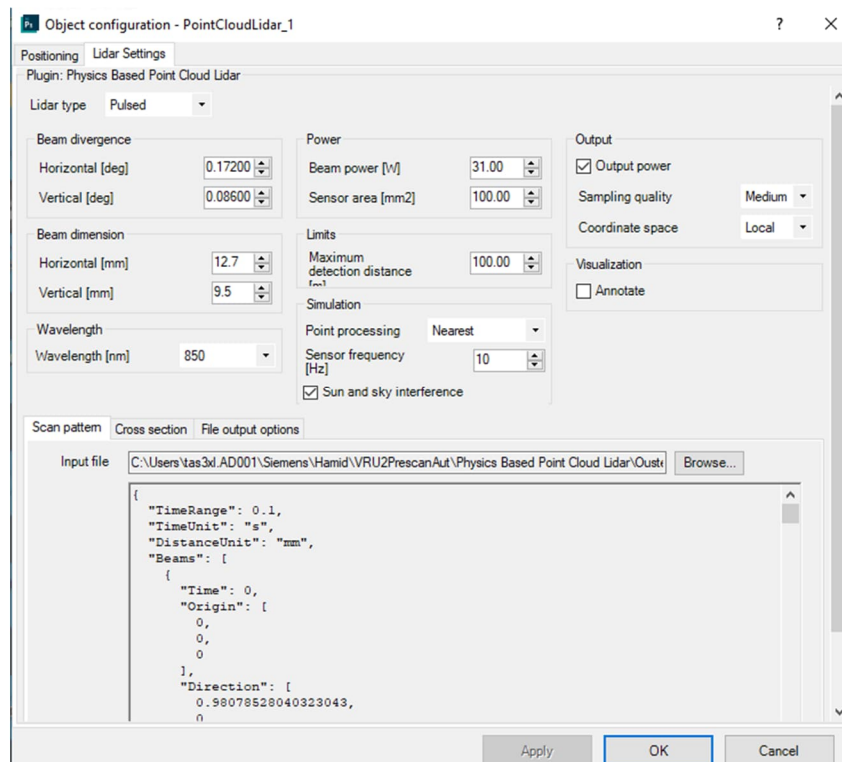 Object configuration - PointCloudLidar_1
Positioning Lidar Settings
Plugin: Physics Based Point Cloud Lidar
Lidar type Pulsed
Beam divergence
Horizontal [deg] 0.17200
Vertical [deg] 0.08600
Beam dimension
Horizontal [mm] 12.7
Vertical [mm] 9.5
Wavelength
Wavelength [nm] 850
Power
Beam power [W] 31.00
Sensor area [mm2] 100.00
Limits
Maximum
detection distance 100.00
Simulation
Point processing Nearest
Sensor frequency
[Hz] 10
Sun and sky interference
Output
Output power
Sampling quality Medium
Coordinate space Local
Visualization
Annotate
Scan pattern Cross section File output options
Input file C:\Users\tas3xl.AD001\Siemens\Hamid\VRU2PrescanAut\Physics Based Point Cloud Lidar\Ouste Browse...
{
"TimeRange": 0.1,
"TimeUnit": "s",
"DistanceUnit": "mm",
"Beams": [
{
"Time": 0,
"Origin": [
0,
0,
0
],
"Direction": [
0.98078528040323043,
Apply OK Cancel